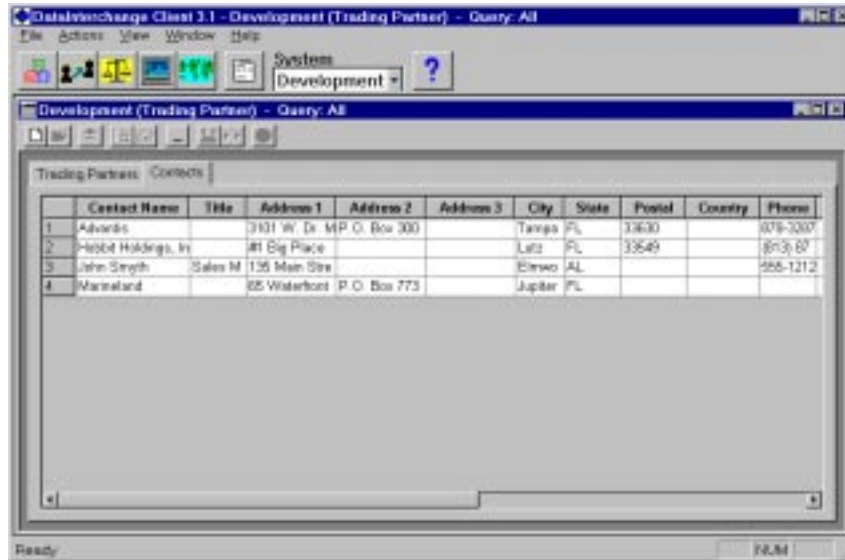 DataInterchange Client 3.1 - Development (Trading Partner) - Query: All
File Actions View Window Help
System
Development
?
Development (Trading Partner) - Query: All
Trading Partners Contacts
Contact Name Title Address 1 Address 2 Address 3 City State Postal Country Phone
1 Advantis 3101 W. Dr. M P.O. Box 300 Tampa FL 33630 878-3207
2 Hobbit Holdings, In #1 Big Place Lutz FL 33549 (813) 87
3 John Smyth Sales M 135 Main Stre AL 555-1212
4 Marineland 65 Waterfront P.O. Box 773 Jupiter FL
Ready NUM